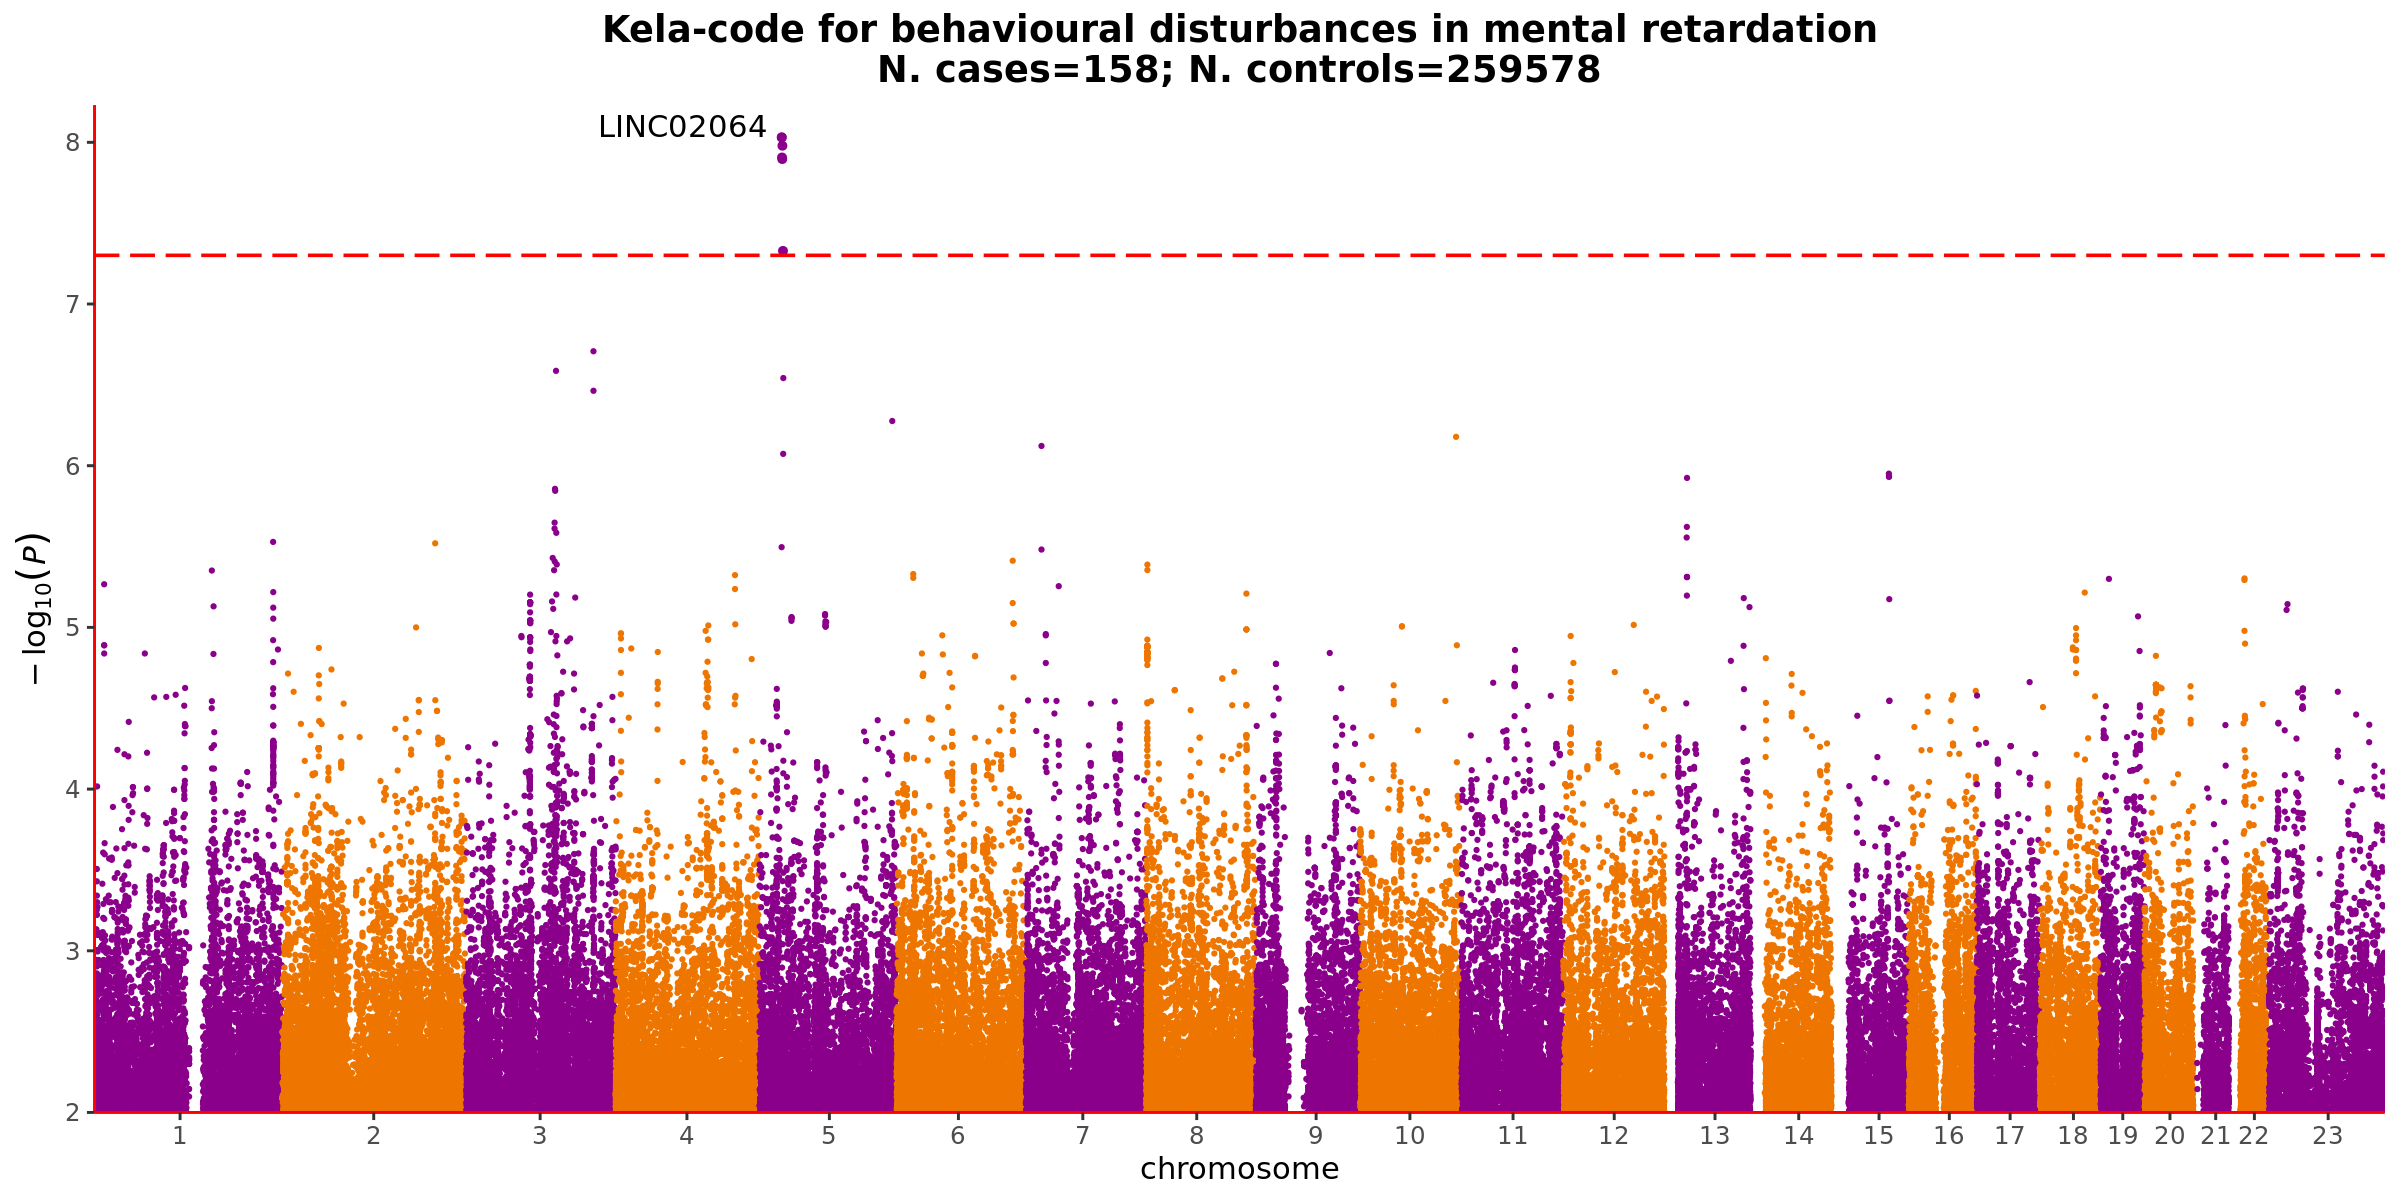 Kela-code for behavioural disturbances in mental retardation
N. cases=158; N. controls=259578
LINC02064
8
7
6
5
4
3
2
−log10(P)
1 2 3 4 5 6 7 8 9 10 11 12 13 14 15 16 17 18 19 20 21 22 23
chromosome